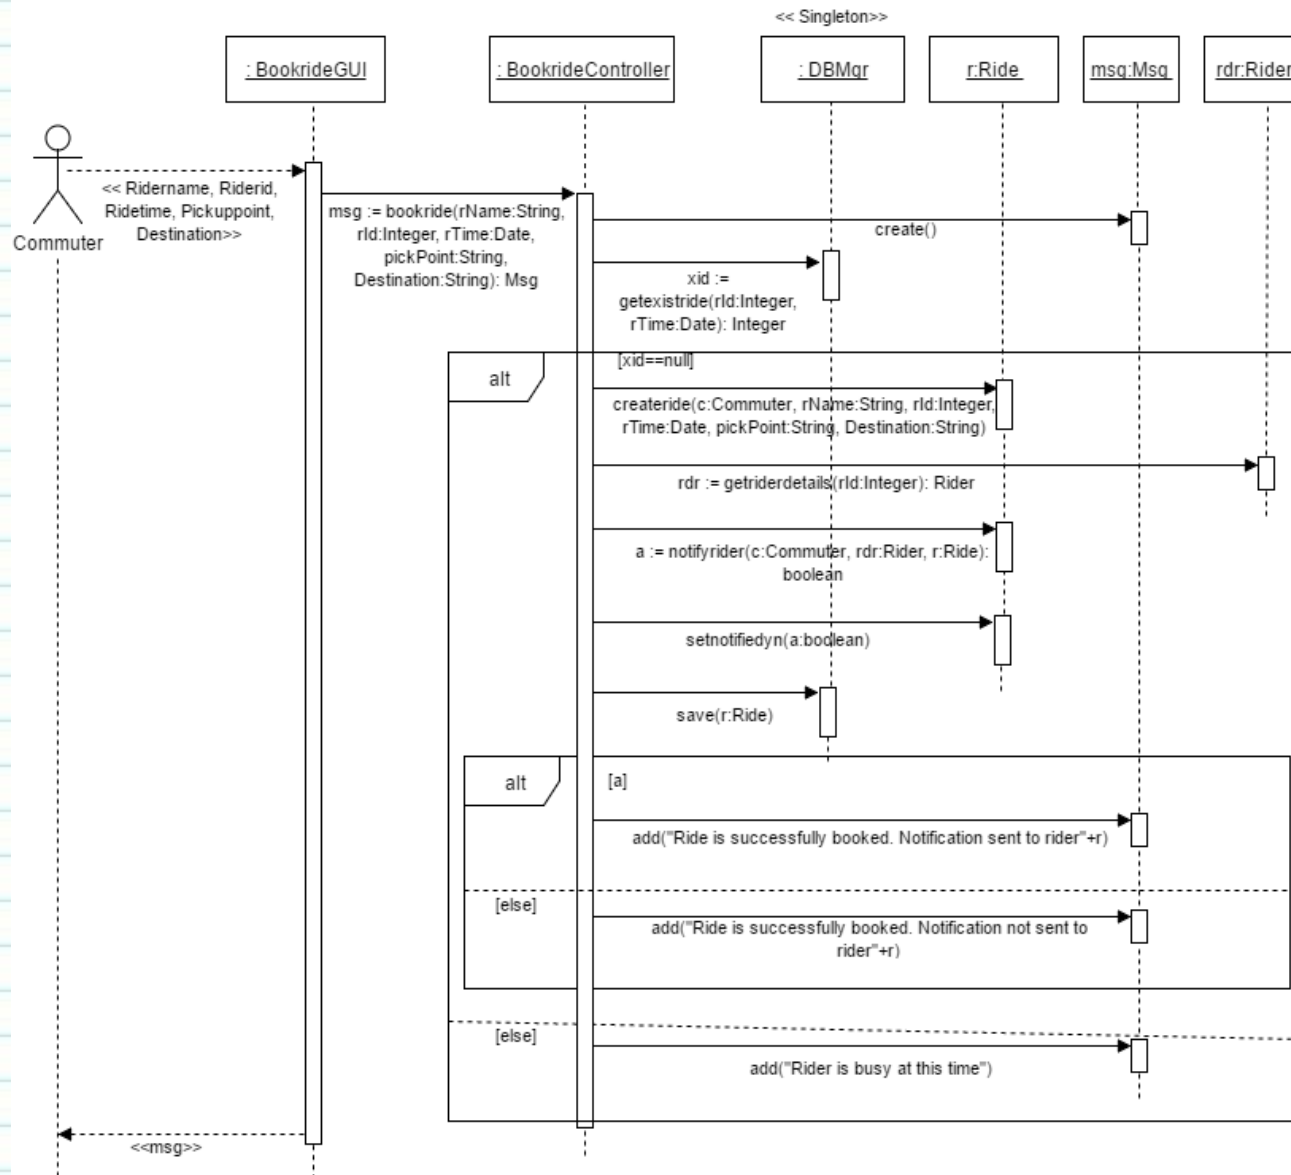 << Singleton>>
: BookrideGUI
: BookrideController
: DBMgr
r:Ride
msg:Msg
rdr:Rider
Commuter
<< Ridername, Riderid,
Ridetime, Pickuppoint,
Destination>>
msg := bookride(rName:String,
rId:Integer, rTime:Date,
pickPoint:String,
Destination:String): Msg
create()
xid :=
getexistride(rId:Integer,
rTime:Date): Integer
alt
[xid==null]
createride(c:Commuter, rName:String, rId:Integer,
rTime:Date, pickPoint:String, Destination:String)
rdr := getriderdetails(rId:Integer): Rider
a := notifyrider(c:Commuter, rdr:Rider, r:Ride):
boolean
setnotifiedyn(a:boolean)
save(r:Ride)
alt
[a]
add("Ride is successfully booked. Notification sent to rider"+r)
[else]
add("Ride is successfully booked. Notification not sent to
rider"+r)
[else]
add("Rider is busy at this time")
<<msg>>